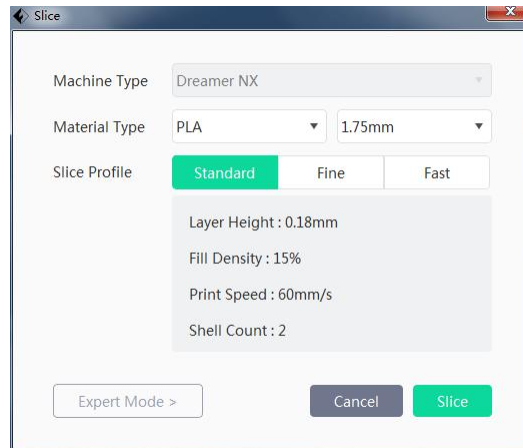 Slice
Machine Type Dreamer NX
Material Type PLA 1.75mm
Slice Profile Standard Fine Fast
Layer Height : 0.18mm
Fill Density : 15%
Print Speed : 60mm/s
Shell Count : 2
Expert Mode > Cancel Slice